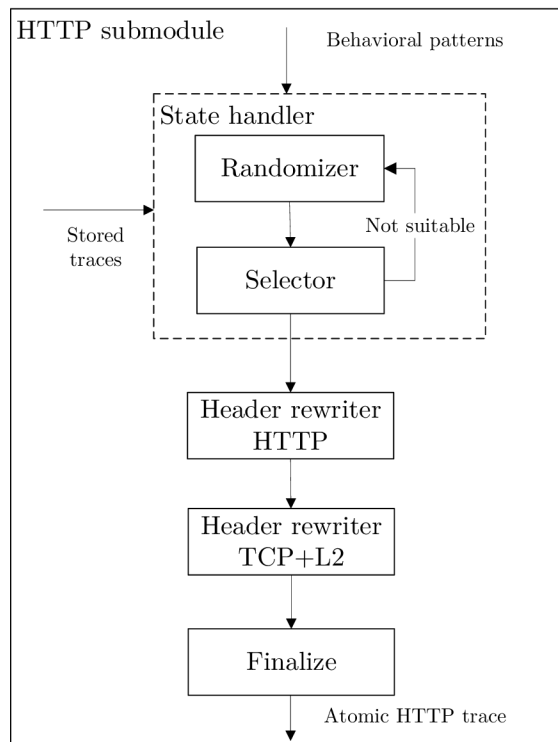 HTTP submodule
Behavioral patterns
State handler
Randomizer
Stored
traces
Not suitable
Selector
Header rewriter
HTTP
Header rewriter
TCP+L2
Finalize
Atomic HTTP trace